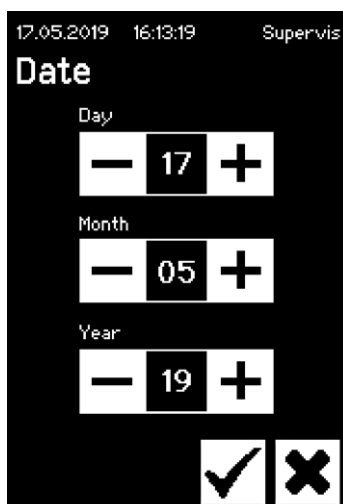 17.05.2019 16:13:19 Supervis
Date
Day
− 17 +
Month
− 05 +
Year
− 19 +